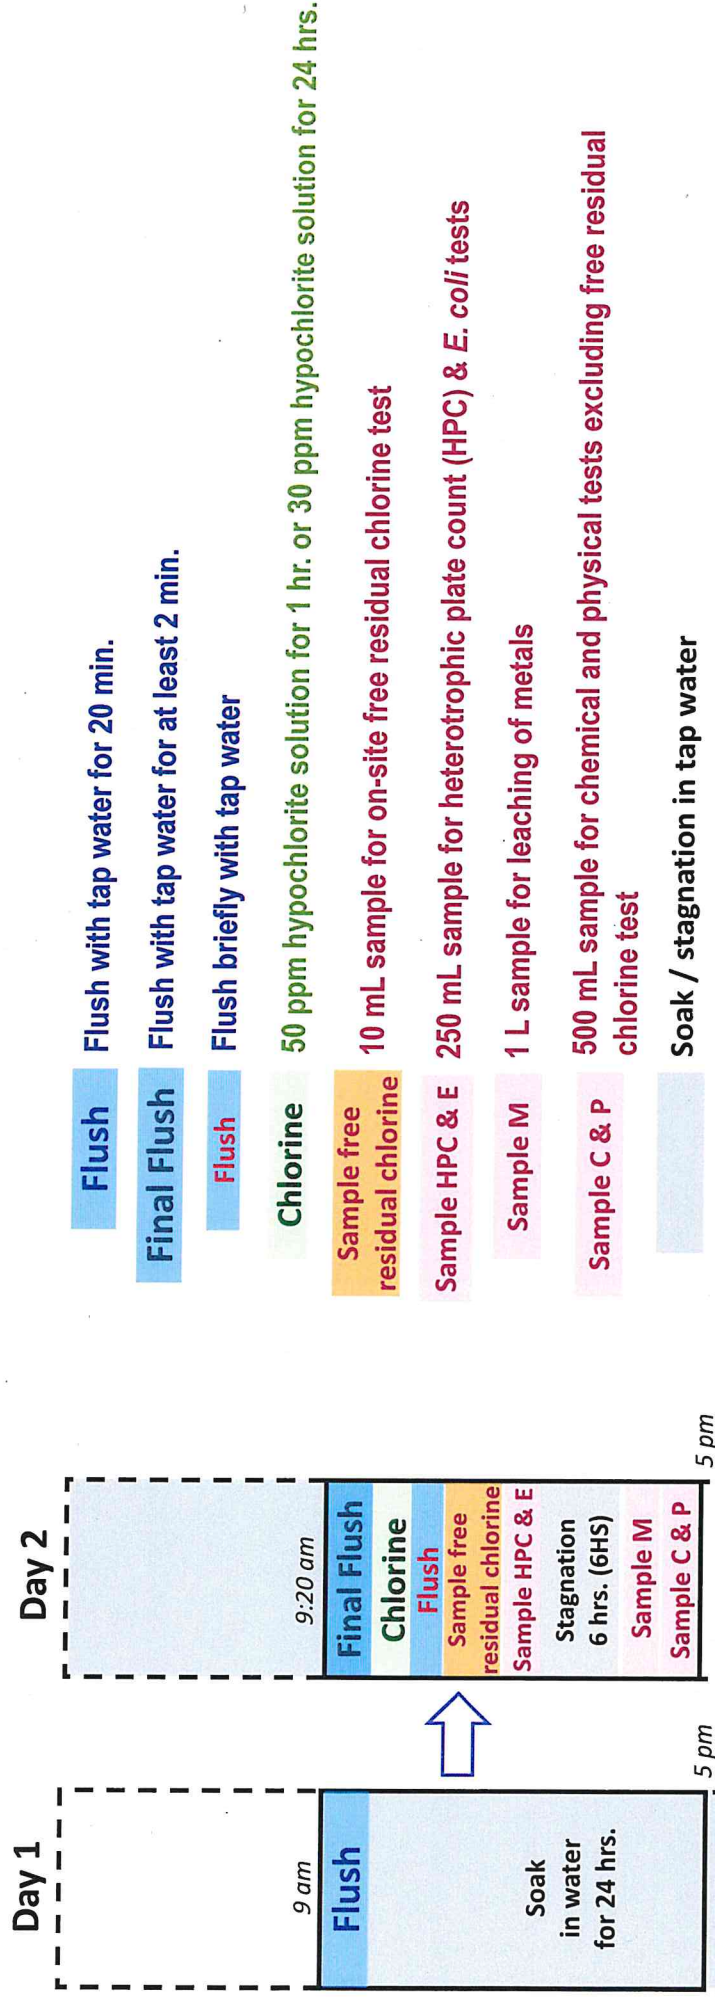 Day 1
9 am
Flush
Soak
in water
for 24 hrs.
5 pm
Day 2
9:20 am
Final Flush
Chlorine
Flush
Sample free
residual chlorine
Sample HPC & E
Stagnation
6 hrs. (6HS)
Sample M
Sample C & P
5 pm
Flush Flush with tap water for 20 min.
Final Flush Flush with tap water for at least 2 min.
Flush Flush briefly with tap water
Chlorine 50 ppm hypochlorite solution for 1 hr. or 30 ppm hypochlorite solution for 24 hrs.
Sample free
residual chlorine 10 mL sample for on-site free residual chlorine test
Sample HPC & E 250 mL sample for heterotrophic plate count (HPC) & E. coli tests
Sample M 1 L sample for leaching of metals
Sample C & P 500 mL sample for chemical and physical tests excluding free residual
chlorine test
Soak / stagnation in tap water